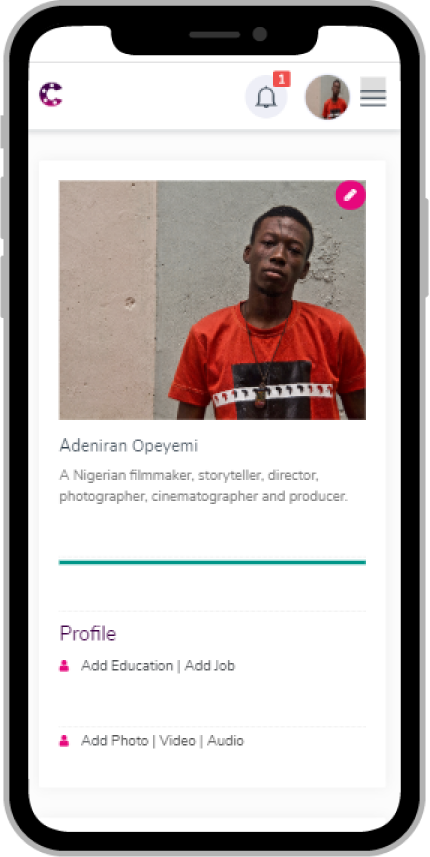 1
Adeniran Opeyemi
A Nigerian filmmaker, storyteller, director,
photographer, cinematographer and producer.
Profile
Add Education | Add Job
Add Photo | Video | Audio